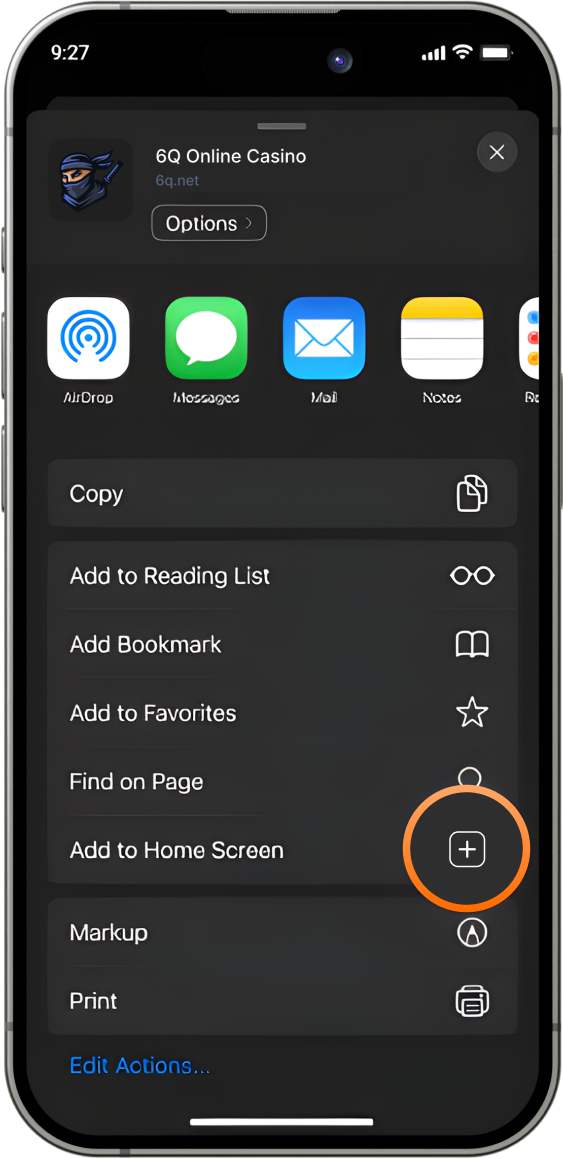 9:27
6Q Online Casino
6q.net
Options
AirDrop
Messages
Mail
Notes
Copy
Add to Reading List
Add Bookmark
Add to Favorites
Find on Page
Add to Home Screen
Markup
Print
Edit Actions...